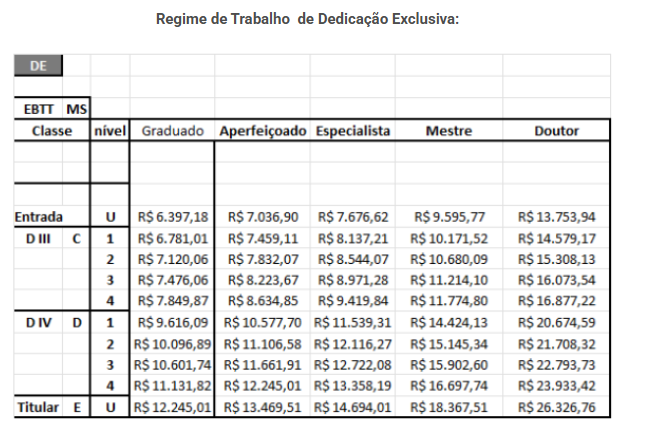 Regime de Trabalho de Dedicação Exclusiva:
DE
EBTT MS
Classe nível Graduado Aperfeiçoado Especialista Mestre Doutor
Entrada U R$ 6.397,18 R$ 7.036,90 R$ 7.676,62 R$ 9.595,77 R$ 13.753,94
D III C 1 R$ 6.781,01 R$ 7.459,11 R$ 8.137,21 R$ 10.171,52 R$ 14.579,17
2 R$ 7.120,06 R$ 7.832,07 R$ 8.544,07 R$ 10.680,09 R$ 15.308,13
3 R$ 7.476,06 R$ 8.223,67 R$ 8.971,28 R$ 11.214,10 R$ 16.073,54
4 R$ 7.849,87 R$ 8.634,85 R$ 9.419,84 R$ 11.774,80 R$ 16.877,22
D IV D 1 R$ 9.616,09 R$ 10.577,70 R$ 11.539,31 R$ 14.424,13 R$ 20.674,59
2 R$ 10.096,89 R$ 11.106,58 R$ 12.116,27 R$ 15.145,34 R$ 21.708,32
3 R$ 10.601,74 R$ 11.661,91 R$ 12.722,08 R$ 15.902,60 R$ 22.793,73
4 R$ 11.131,82 R$ 12.245,01 R$ 13.358,19 R$ 16.697,74 R$ 23.933,42
Titular E U R$ 12.245,01 R$ 13.469,51 R$ 14.694,01 R$ 18.367,51 R$ 26.326,76